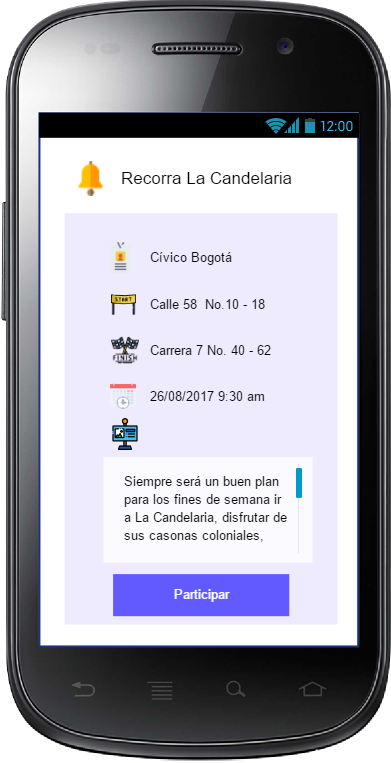 12:00
Recorra La Candelaria
Cívico Bogotá
START
Calle 58 No.10 - 18
FINISH
Carrera 7 No. 40 - 62
26/08/2017 9:30 am
Siempre será un buen plan
para los fines de semana ir
a La Candelaria, disfrutar de
sus casonas coloniales,
Participar